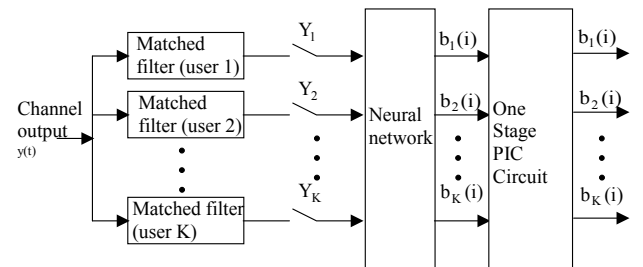 Matched
filter (user 1)
Y1
b1(i)
b1(i)
Channel
output
y(t)
Matched
filter (user 2)
Y2
Neural
network
b2(i)
One
Stage
PIC
Circuit
b2(i)
Matched filter
(user K)
YK
bK(i)
bK(i)